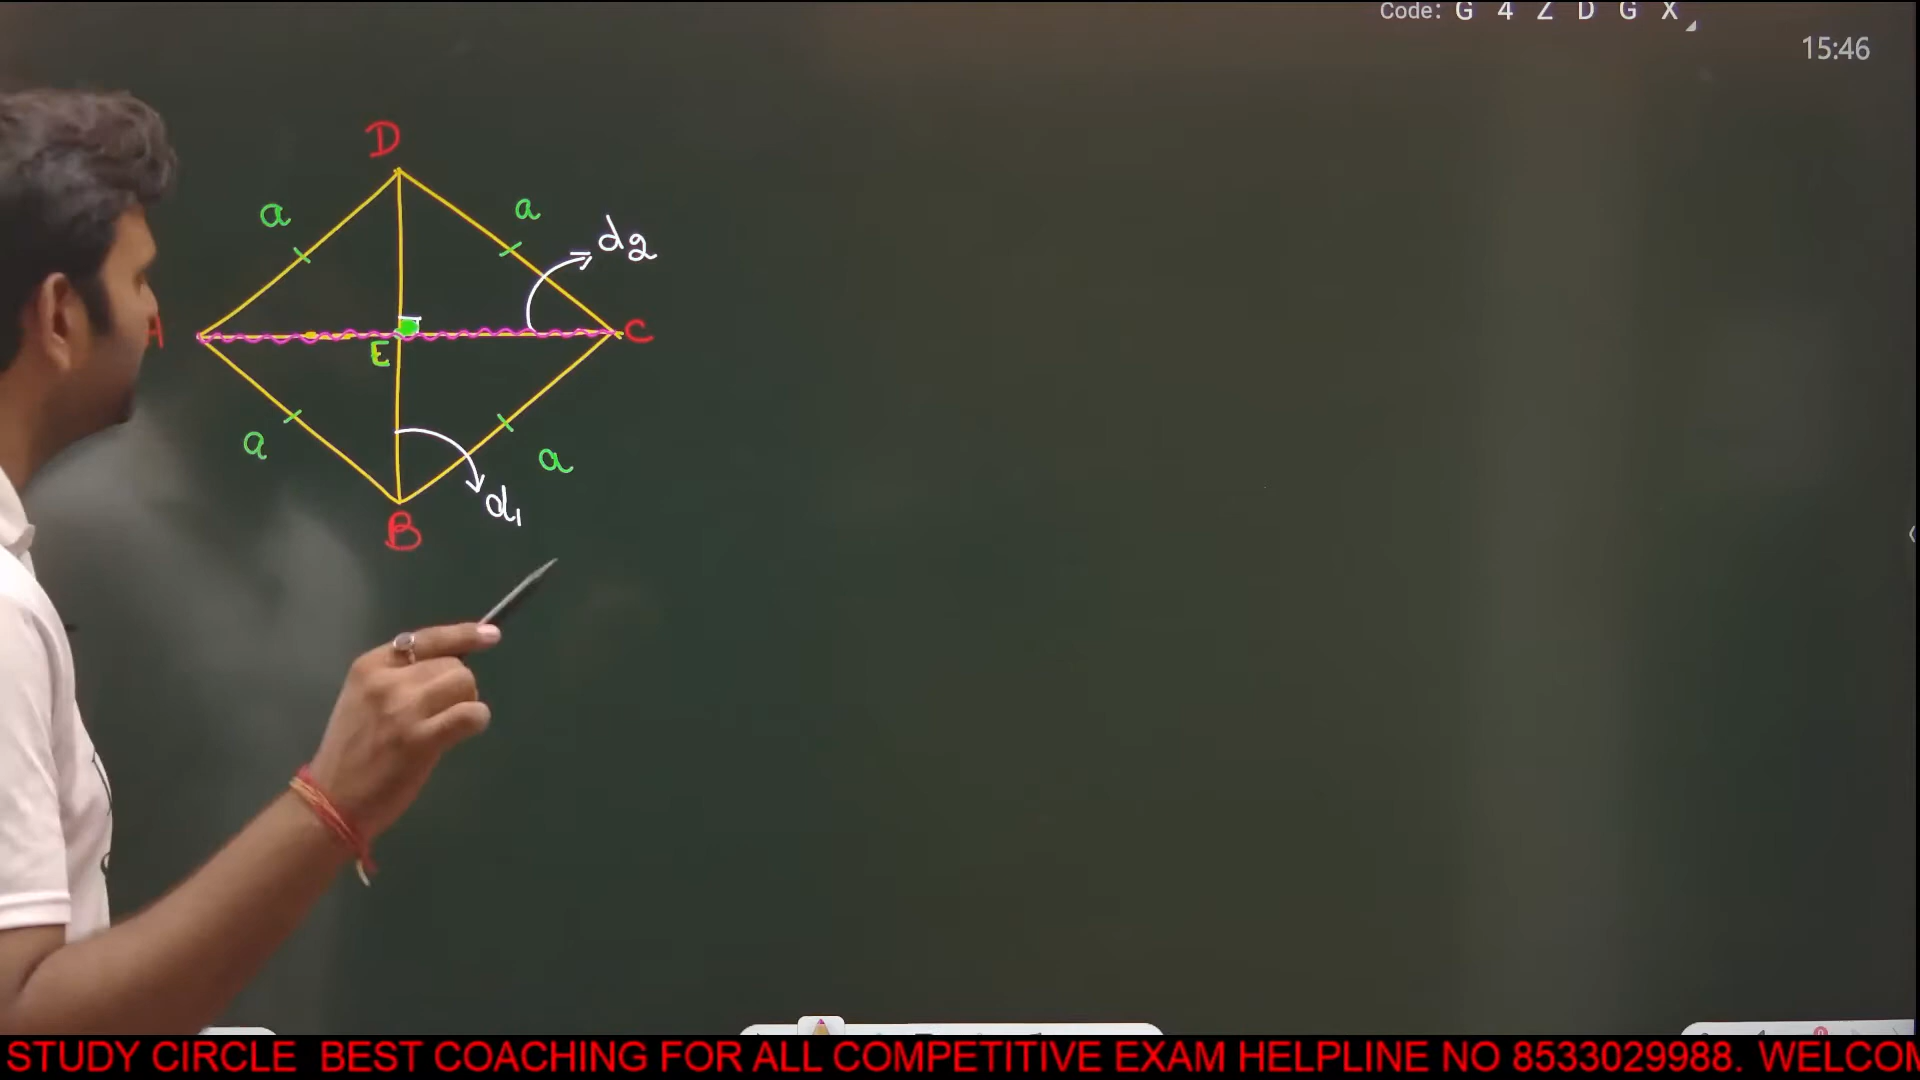 Code: G 4 Z D G X
15:46
D
a
a
d2
A
C
E
a
a
d1
B
STUDY CIRCLE BEST COACHING FOR ALL COMPETITIVE EXAM HELPLINE NO 8533029988. WELCOM